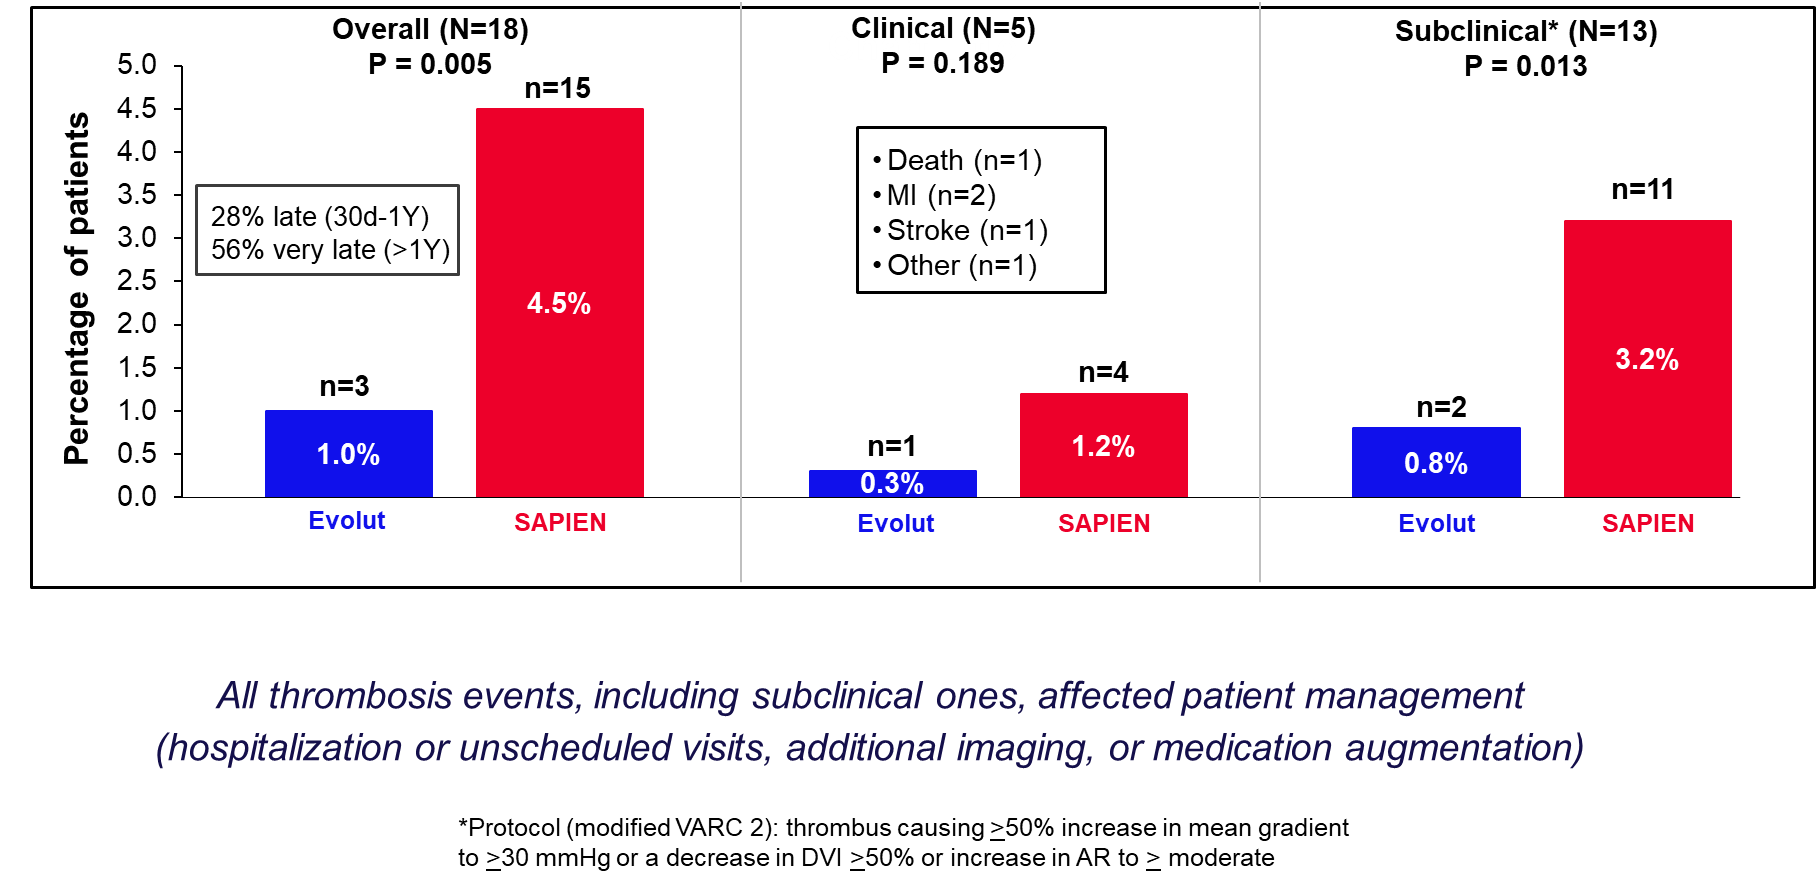 Overall (N=18)
P = 0.005
Clinical (N=5)
P = 0.189
Subclinical* (N=13)
P = 0.013
Percentage of patients
5.0
4.5
4.0
3.5
3.0
2.5
2.0
1.5
1.0
0.5
0.0
28% late (30d-1Y)
56% very late (>1Y)
n=3
1.0%
Evolut
n=15
4.5%
SAPIEN
• Death (n=1)
• MI (n=2)
• Stroke (n=1)
• Other (n=1)
n=1
0.3%
Evolut
n=4
1.2%
SAPIEN
n=2
0.8%
Evolut
n=11
3.2%
SAPIEN
All thrombosis events, including subclinical ones, affected patient management
(hospitalization or unscheduled visits, additional imaging, or medication augmentation)
*Protocol (modified VARC 2): thrombus causing >50% increase in mean gradient
to >30 mmHg or a decrease in DVI >50% or increase in AR to > moderate